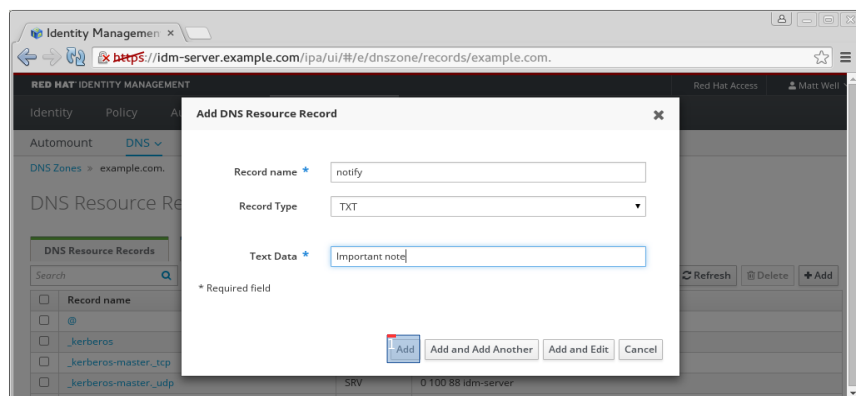 Identity Managemen
https://idm-server.example.com/ipa/ui/#/e/dnszone/records/example.com.
RED HAT IDENTITY MANAGEMENT
Red Hat Access
Matt Well
Identity
Policy
Automount
DNS
DNS Zones » example.com.
DNS Resource Re
DNS Resource Records
Search
Refresh
Delete
+Add
Record name
@
_kerberos
_kerberos-master._tcp
_kerberos-master._udp SRV 0 100 88 idm-server
Add DNS Resource Record
Record name * notify
Record Type TXT
Text Data * Important note
* Required field
1 Add Add and Add Another Add and Edit Cancel